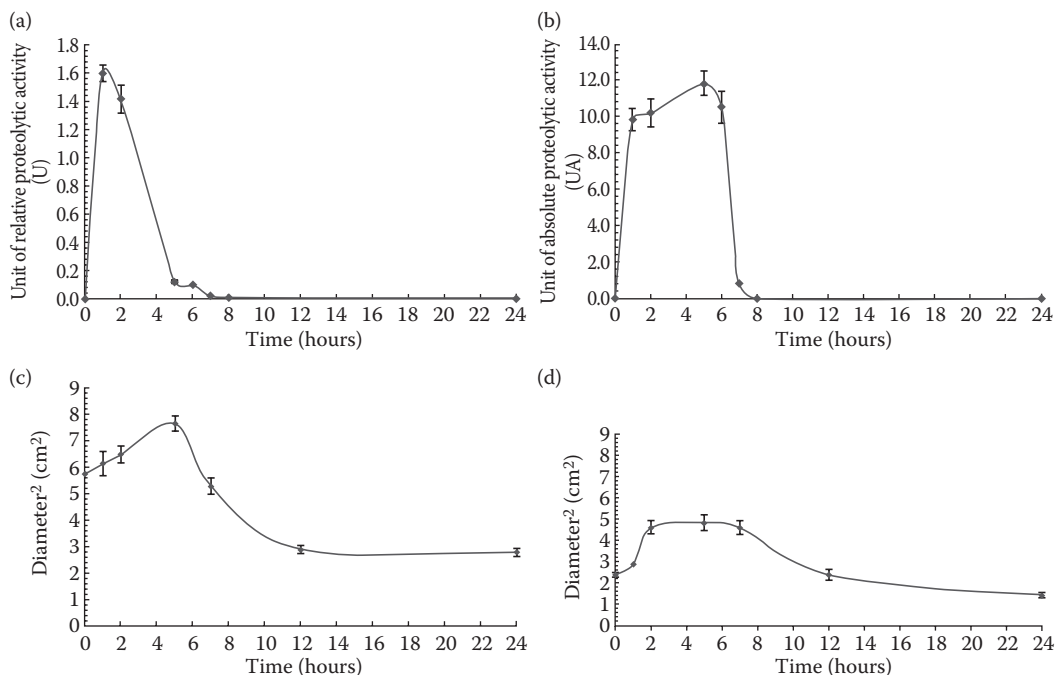 (a)
Unit of relative proteolytic activity
(U)
1.8
1.6
1.4
1.2
1.0
0.8
0.6
0.4
0.2
0.0
0 2 4 6 8 10 12 14 16 18 20 22 24
Time (hours)
(b)
Unit of absolute proteolytic activity
(UA)
14.0
12.0
10.0
8.0
6.0
4.0
2.0
0.0
0 2 4 6 8 10 12 14 16 18 20 22 24
Time (hours)
(c)
Diameter² (cm²)
9
8
7
6
5
4
3
2
1
0
0 2 4 6 8 10 12 14 16 18 20 22 24
Time (hours)
(d)
Diameter² (cm²)
9
8
7
6
5
4
3
2
1
0
0 2 4 6 8 10 12 14 16 18 20 22 24
Time (hours)